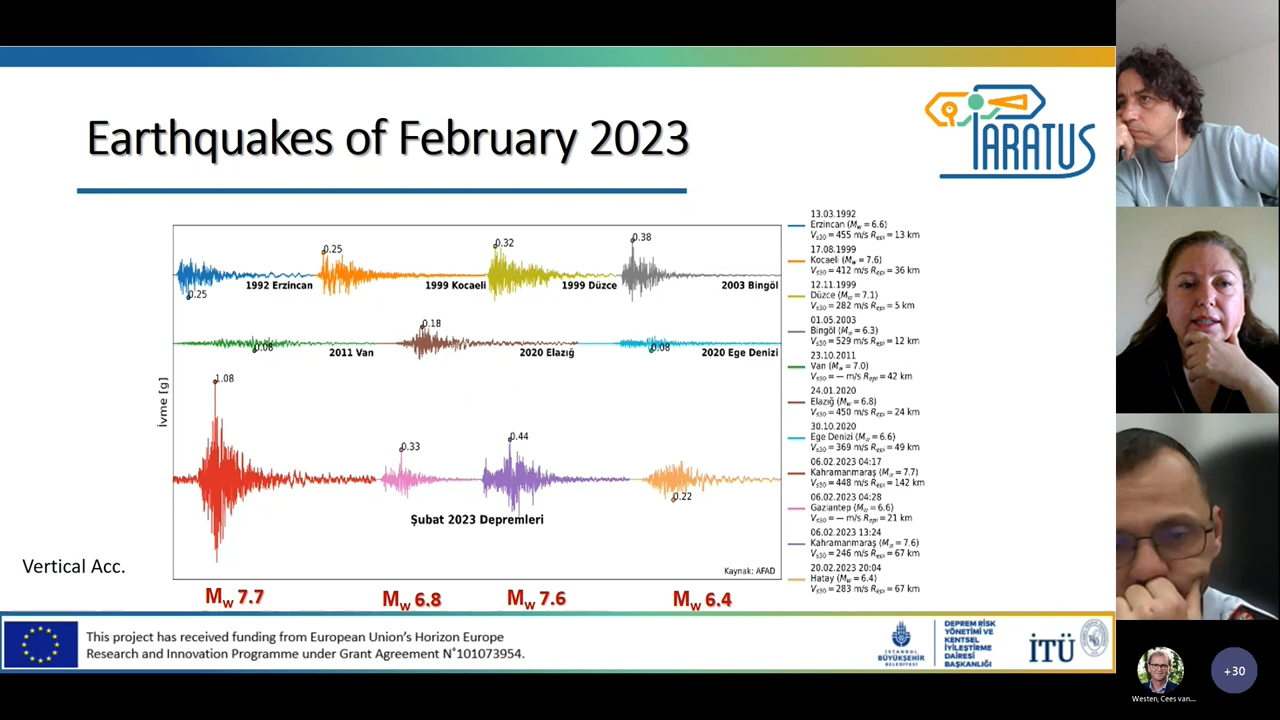 Earthquakes of February 2023
PARATUS
0.25
0.25
0.32
0.38
1992 Erzincan
1999 Kocaeli
1999 Düzce
2003 Bingöl
0.08
0.18
0.08
2011 Van
2020 Elazığ
2020 Ege Denizi
İvme [g]
1.08
0.33
0.44
0.22
Şubat 2023 Depremleri
Kaynak: AFAD
13.03.1992
Erzincan (Mw = 6.6)
Vs30 = 455 m/s Repi = 13 km
17.08.1999
Kocaeli (Mw = 7.6)
Vs30 = 412 m/s Repi = 36 km
12.11.1999
Düzce (Mw = 7.1)
Vs30 = 282 m/s Repi = 5 km
01.05.2003
Bingöl (Mw = 6.3)
Vs30 = 529 m/s Repi = 12 km
23.10.2011
Van (Mw = 7.0)
Vs30 = — m/s Repi = 42 km
24.01.2020
Elazığ (Mw = 6.8)
Vs30 = 450 m/s Repi = 24 km
30.10.2020
Ege Denizi (Mw = 6.6)
Vs30 = 369 m/s Repi = 49 km
06.02.2023 04:17
Kahramanmaraş (Mw = 7.7)
Vs30 = 448 m/s Repi = 142 km
06.02.2023 04:28
Gaziantep (Mw = 6.6)
Vs30 = — m/s Repi = 21 km
06.02.2023 13:24
Kahramanmaraş (Mw = 7.6)
Vs30 = 246 m/s Repi = 67 km
20.02.2023 20:04
Hatay (Mw = 6.4)
Vs30 = 283 m/s Repi = 67 km
Vertical Acc.
Mw 7.7
Mw 6.8
Mw 7.6
Mw 6.4
This project has received funding from European Union's Horizon Europe
Research and Innovation Programme under Grant Agreement N°101073954.
İSTANBUL
BÜYÜKŞEHİR
BELEDİYESİ
DEPREM RİSK
YÖNETİMİ VE
KENTSEL
İYİLEŞTİRME
DAİRESİ
BAŞKANLIĞI
İTÜ
Westen, Cees van...
+30